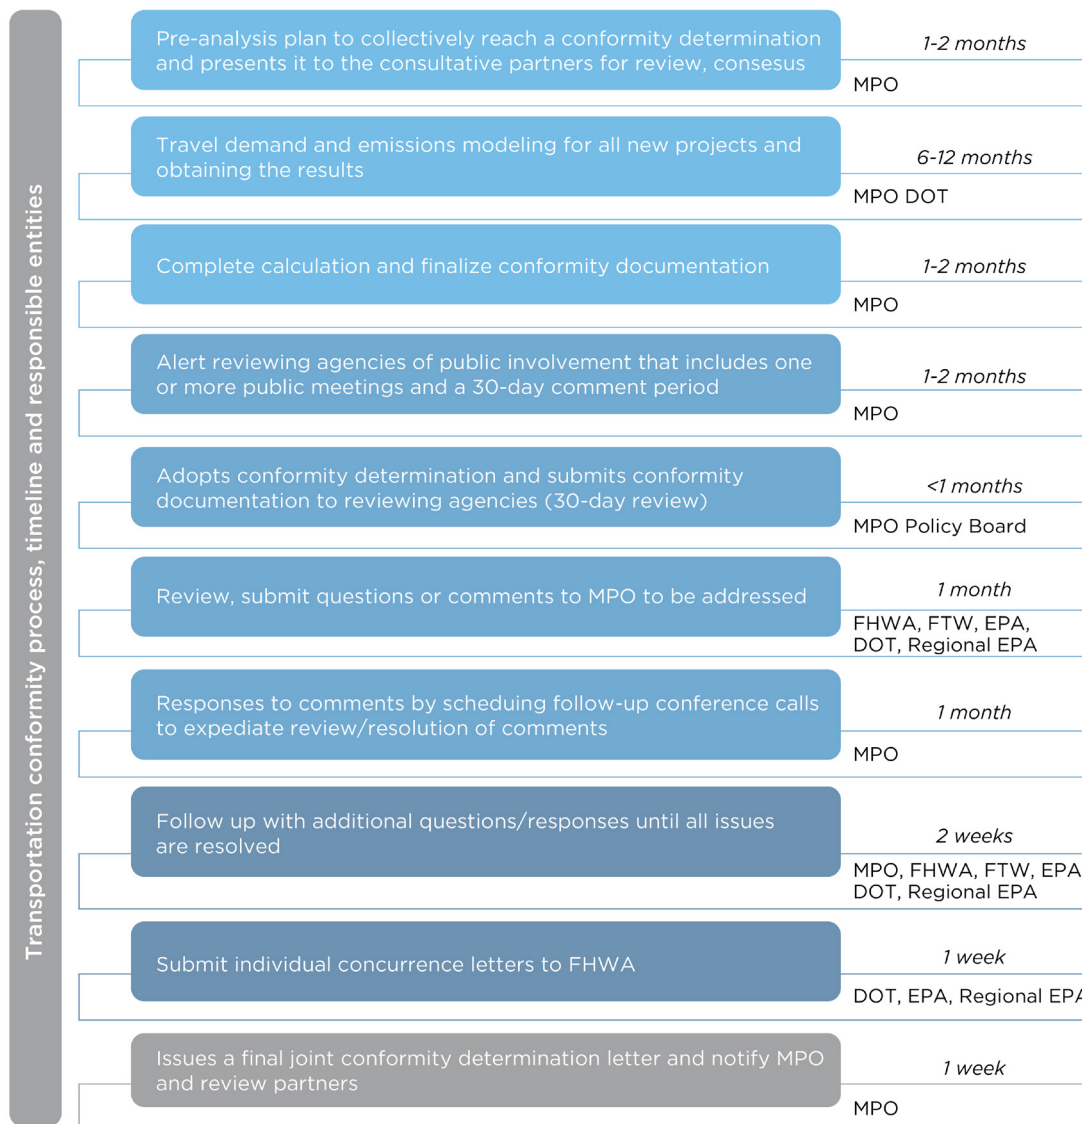 Transportation conformity process, timeline and responsible entities
Pre-analysis plan to collectively reach a conformity determination
and presents it to the consultative partners for review, consesus
1-2 months
MPO
Travel demand and emissions modeling for all new projects and
obtaining the results
6-12 months
MPO DOT
Complete calculation and finalize conformity documentation
1-2 months
MPO
Alert reviewing agencies of public involvement that includes one
or more public meetings and a 30-day comment period
1-2 months
MPO
Adopts conformity determination and submits conformity
documentation to reviewing agencies (30-day review)
<1 months
MPO Policy Board
Review, submit questions or comments to MPO to be addressed
1 month
FHWA, FTW, EPA,
DOT, Regional EPA
Responses to comments by scheduing follow-up conference calls
to expediate review/resolution of comments
1 month
MPO
Follow up with additional questions/responses until all issues
are resolved
2 weeks
MPO, FHWA, FTW, EPA
DOT, Regional EPA
Submit individual concurrence letters to FHWA
1 week
DOT, EPA, Regional EPA
Issues a final joint conformity determination letter and notify MPO
and review partners
1 week
MPO